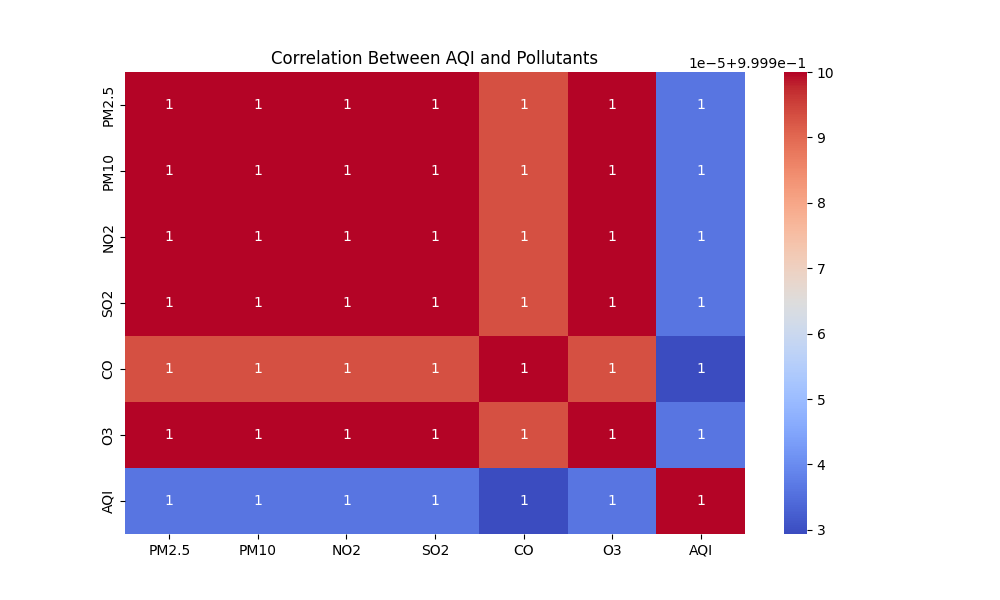 Correlation Between AQI and Pollutants
1e-5+9.999e-1
PM2.5 1 1 1 1 1 1 1
PM10 1 1 1 1 1 1 1
NO2 1 1 1 1 1 1 1
SO2 1 1 1 1 1 1 1
CO 1 1 1 1 1 1 1
O3 1 1 1 1 1 1 1
AQI 1 1 1 1 1 1 1
PM2.5 PM10 NO2 SO2 CO O3 AQI
10
9
8
7
6
5
4
3